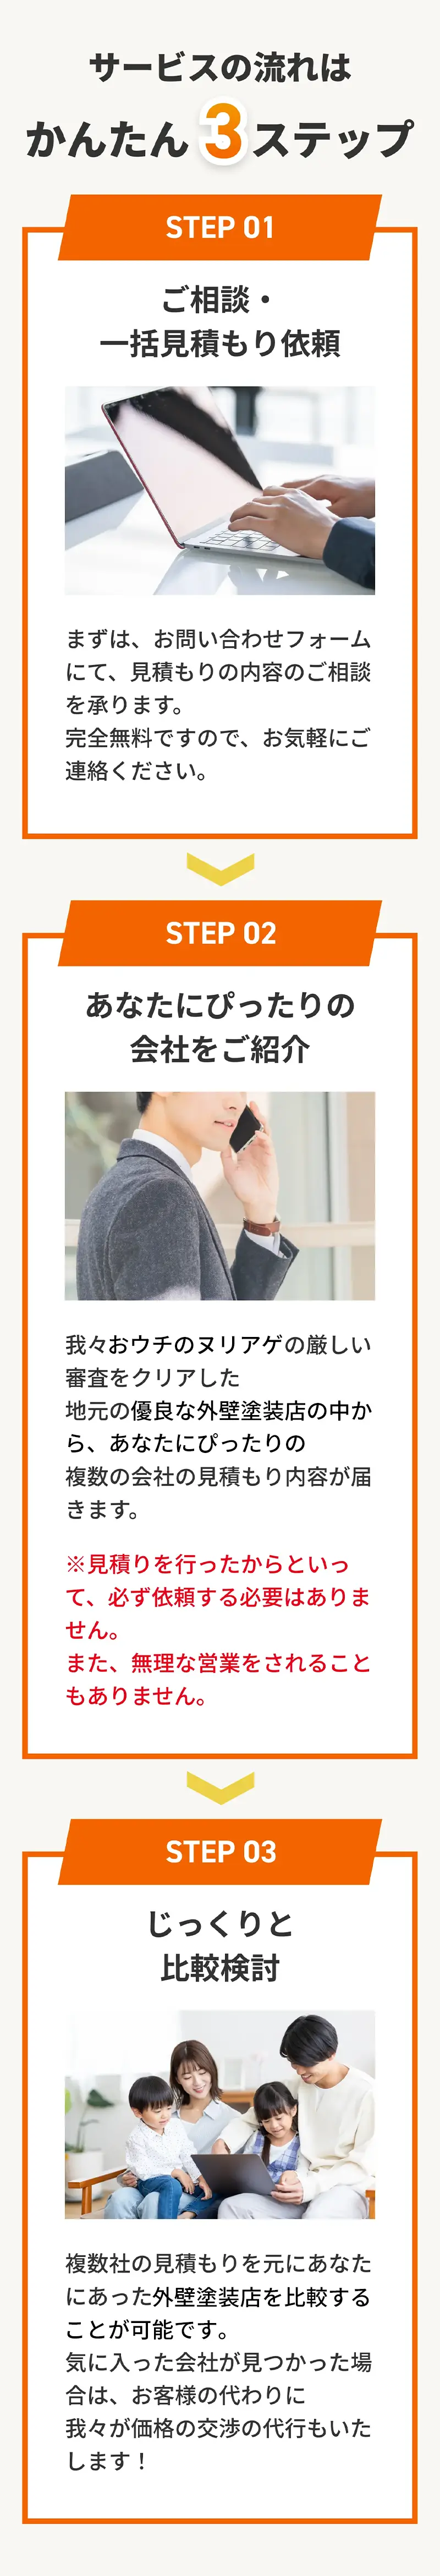 サービスの流れは
かんたん3ステップ
STEP 01
ご相談・
一括見積もり依頼
まずは、お問い合わせフォーム
にて、見積もりの内容のご相談
を承ります。
完全無料ですので、お気軽にご
連絡ください。
STEP 02
あなたにぴったりの
会社をご紹介
我々おウチのヌリアゲの厳しい
審査をクリアした
地元の優良な外壁塗装店の中か
ら、あなたにぴったりの
複数の会社の見積もり内容が届
きます。
※見積りを行ったからといっ
て、必ず依頼する必要はありま
せん。
また、無理な営業をされること
もありません。
STEP 03
じっくりと
比較検討
複数社の見積もりを元にあなた
にあった外壁塗装店を比較する
ことが可能です。
気に入った会社が見つかった場
合は、お客様の代わりに
我々が価格の交渉の代行もいた
します！